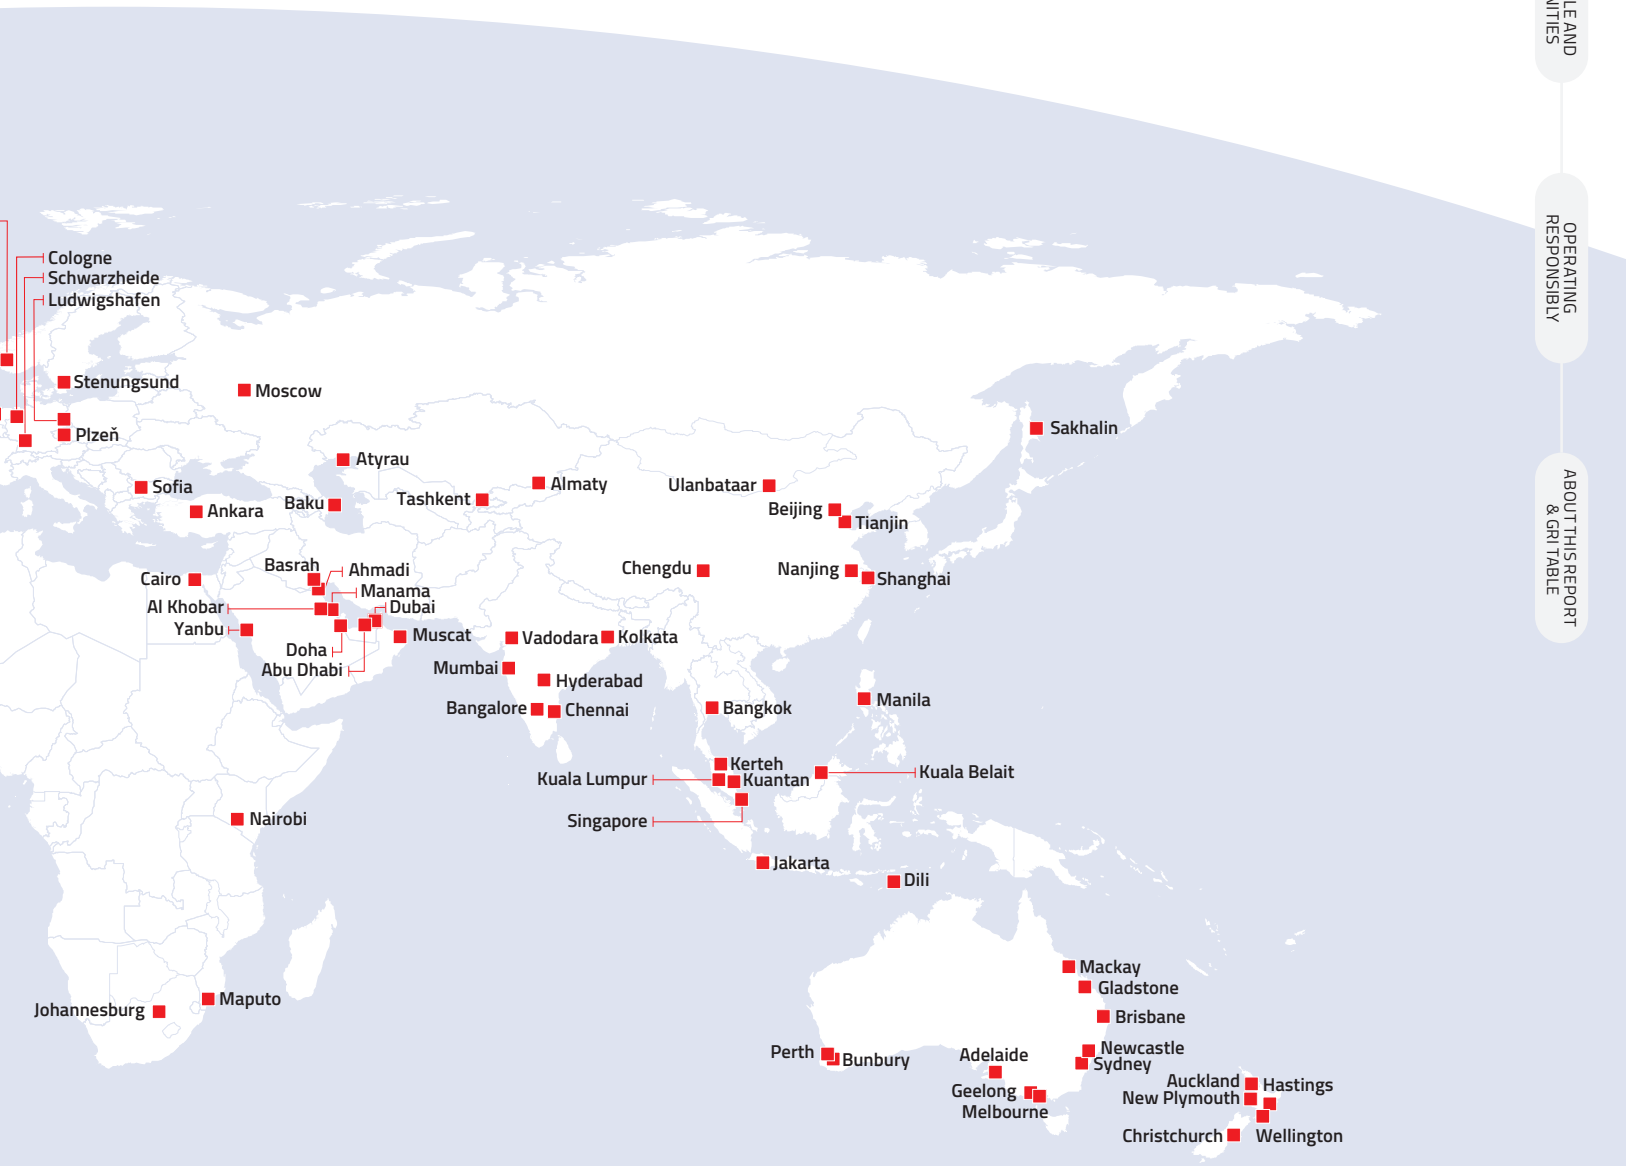 LE AND
NITIES
OPERATING
RESPONSIBLY
ABOUT THIS REPORT
& GRI TABLE
Cologne
Schwarzheide
Ludwigshafen
Stenungsund
Moscow
Plzeň
Sakhalin
Atyrau
Sofia
Almaty
Ulanbataar
Ankara
Baku
Tashkent
Beijing
Tianjin
Basrah
Ahmadi
Cairo
Chengdu
Nanjing
Shanghai
Manama
Al Khobar
Dubai
Yanbu
Muscat
Vadodara
Kolkata
Doha
Abu Dhabi
Mumbai
Hyderabad
Manila
Bangalore
Chennai
Bangkok
Kerteh
Kuala Lumpur
Kuantan
Kuala Belait
Nairobi
Singapore
Jakarta
Dili
Mackay
Gladstone
Maputo
Johannesburg
Brisbane
Perth
Bunbury
Adelaide
Newcastle
Sydney
Geelong
Melbourne
Auckland
Hastings
New Plymouth
Christchurch
Wellington